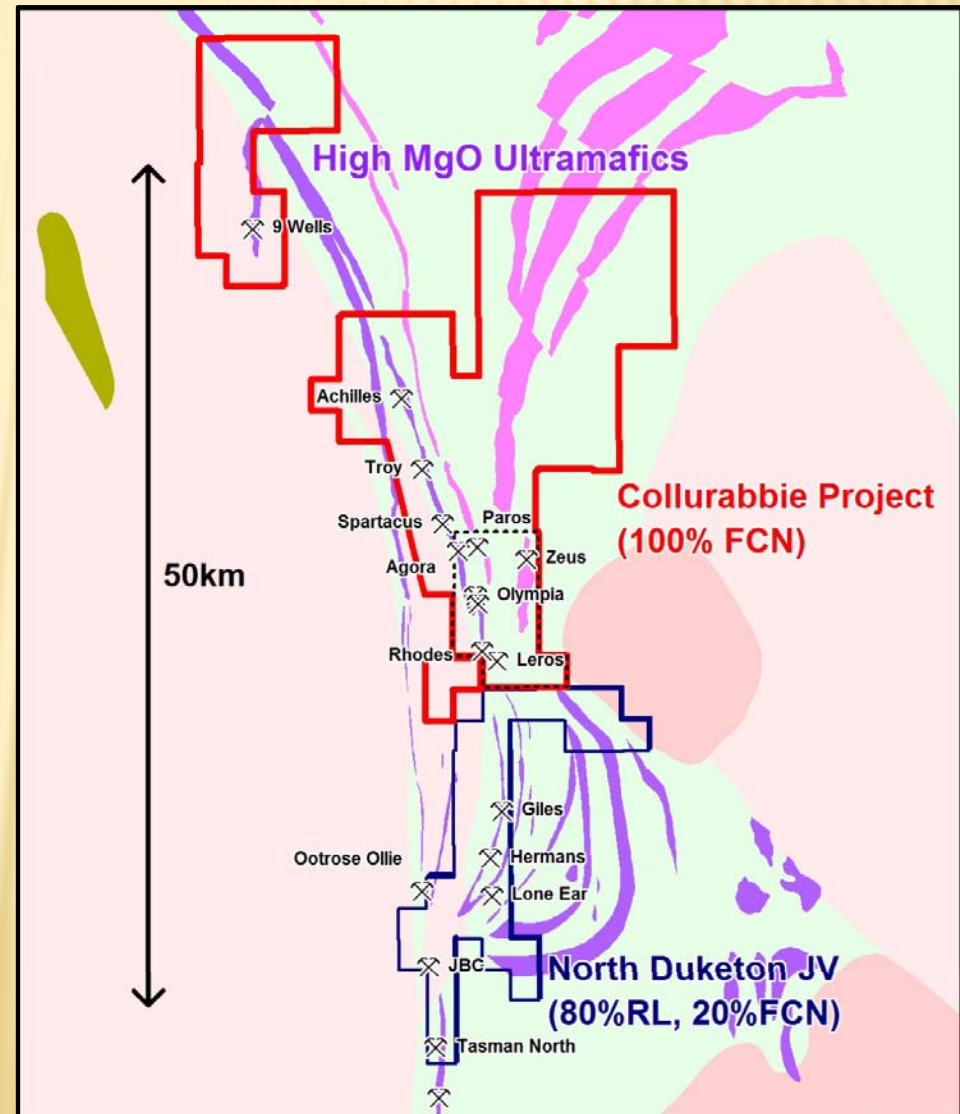 High MgO Ultramafics
9 Wells
Achilles
Troy
Collurabbie Project
(100% FCN)
Spartacus
Paros
Agora
Zeus
50km
Olympia
Rhodes
Leros
Giles
Ootrose Ollie
Hermans
Lone Ear
JBC
North Duketon JV
(80%RL, 20%FCN)
Tasman North